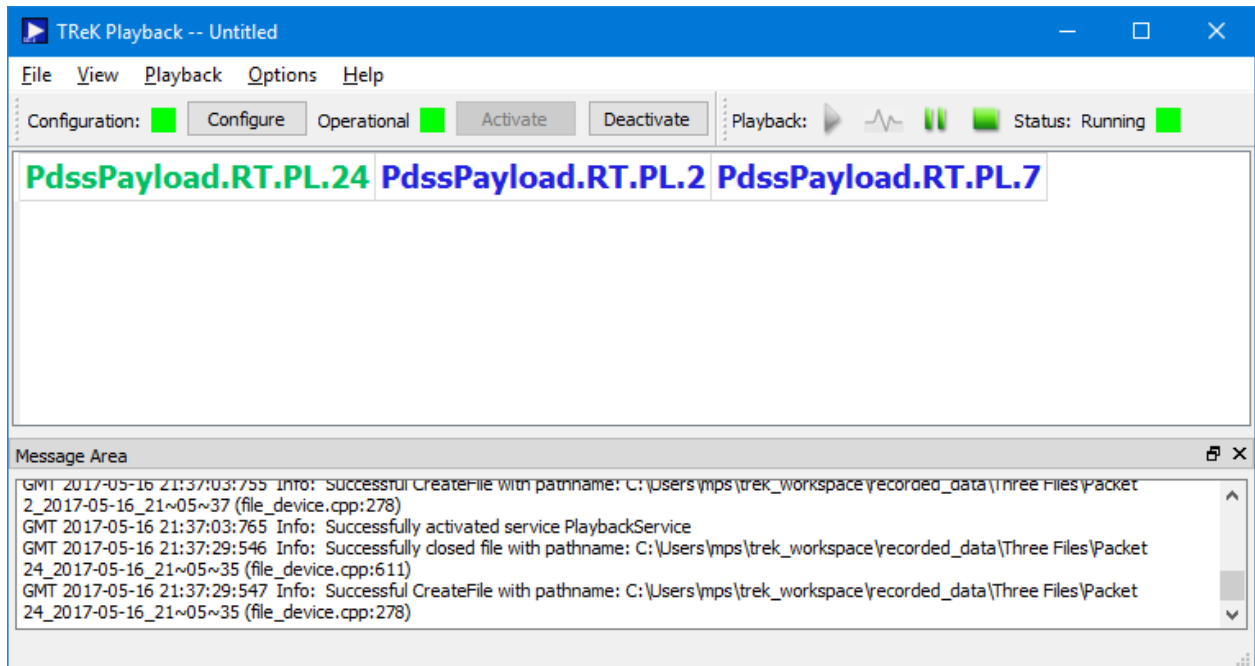 TReK Playback -- Untitled
File View Playback Options Help
Configuration: Configure Operational Activate Deactivate Playback: Status: Running
PdssPayload.RT.PL.24 PdssPayload.RT.PL.2 PdssPayload.RT.PL.7
Message Area
GMT 2017-05-16 21:37:03:755 Info: Successful CreateFile with pathname: C:\Users\mps\trek_workspace\recorded_data\Three Files\Packet
2_2017-05-16_21~05~37 (file_device.cpp:278)
GMT 2017-05-16 21:37:03:765 Info: Successfully activated service PlaybackService
GMT 2017-05-16 21:37:29:546 Info: Successfully closed file with pathname: C:\Users\mps\trek_workspace\recorded_data\Three Files\Packet
24_2017-05-16_21~05~35 (file_device.cpp:611)
GMT 2017-05-16 21:37:29:547 Info: Successful CreateFile with pathname: C:\Users\mps\trek_workspace\recorded_data\Three Files\Packet
24_2017-05-16_21~05~35 (file_device.cpp:278)